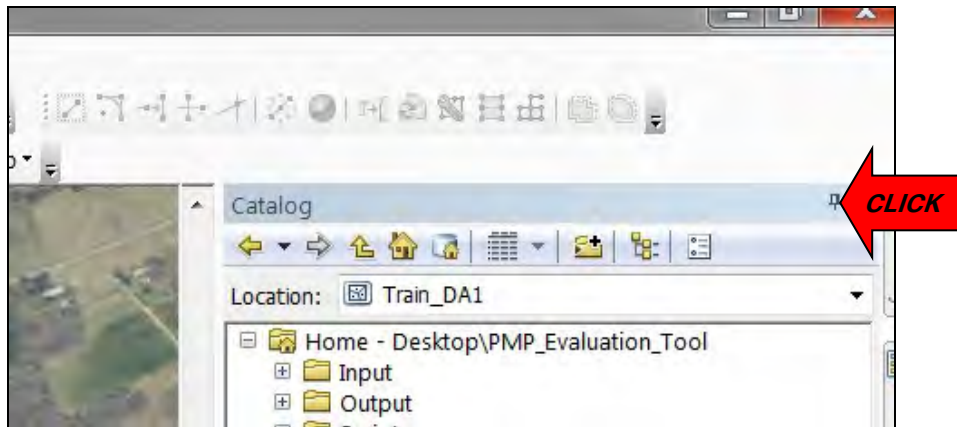 Catalog
CLICK
Location: Train_DA1
Home - Desktop\PMP_Evaluation_Tool
Input
Output